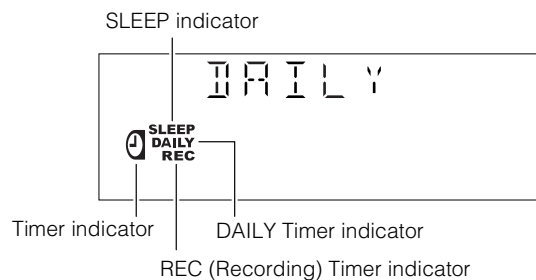 SLEEP indicator
DAILY
SLEEP
DAILY
REC
Timer indicator
DAILY Timer indicator
REC (Recording) Timer indicator